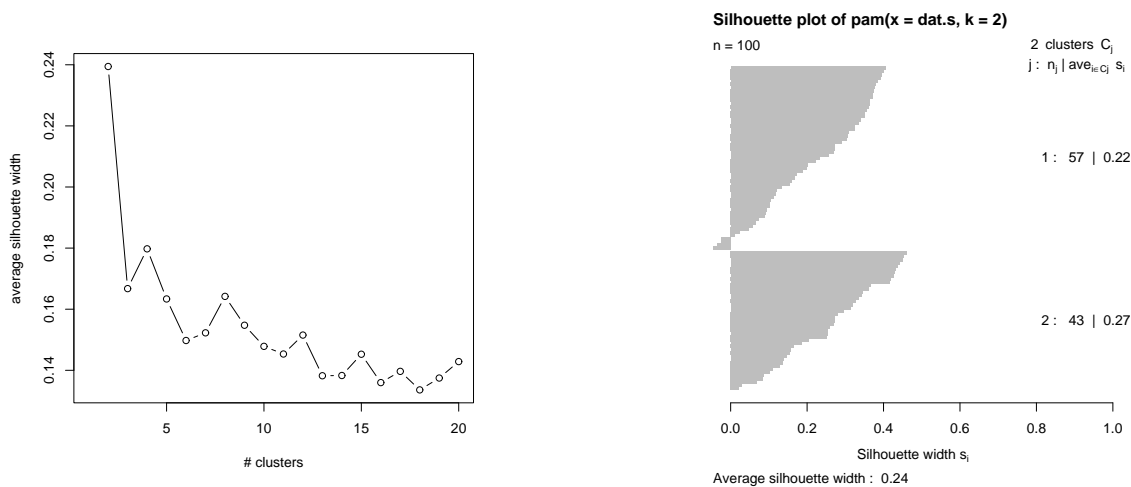 0.24
0.22
0.20
0.18
0.16
0.14
average silhouette width
5 10 15 20
# clusters
Silhouette plot of pam(x = dat.s, k = 2)
n = 100
2 clusters Cj
j : nj | avei∈Cj si
1 : 57 | 0.22
2 : 43 | 0.27
0.0 0.2 0.4 0.6 0.8 1.0
Silhouette width si
Average silhouette width : 0.24